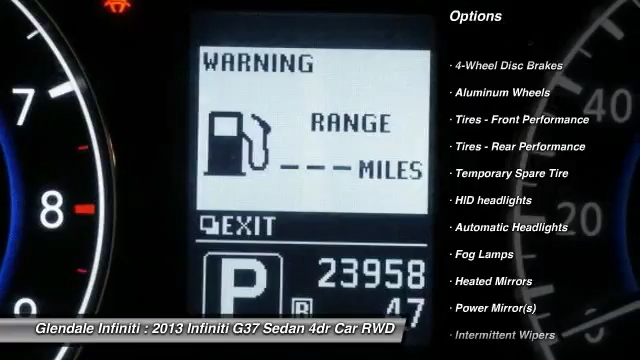 Options
WARNING
· 4-Wheel Disc Brakes
· Aluminum Wheels
7
40
RANGE
· Tires - Front Performance
· Tires - Rear Performance
--- MILES
· Temporary Spare Tire
8
· HID headlights
20
EXIT
· Automatic Headlights
· Fog Lamps
P
23958
· Heated Mirrors
9
B
47
· Power Mirror(s)
Glendale Infiniti : 2013 Infiniti G37 Sedan 4dr Car RWD
· Intermittent Wipers